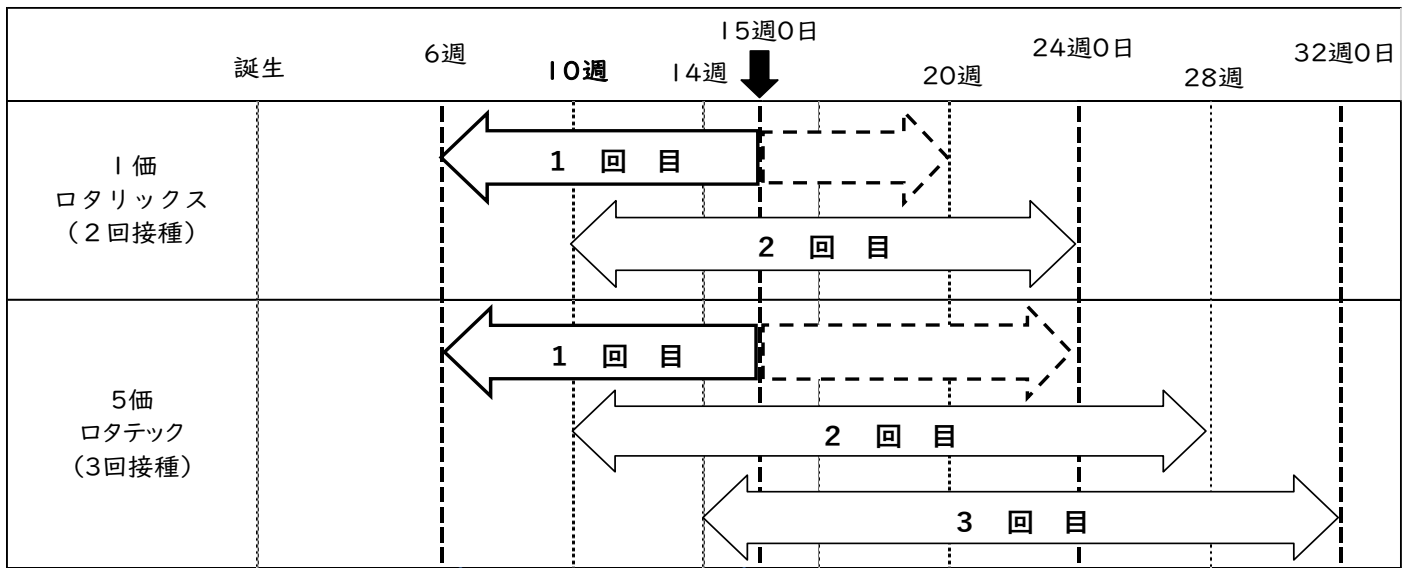 誕生
6週
10週
14週
15週0日
20週
24週0日
28週
32週0日
1価
ロタリックス
（2回接種）
1 回 目
2 回 目
5価
ロタテック
（3回接種）
1 回 目
2 回 目
3 回 目